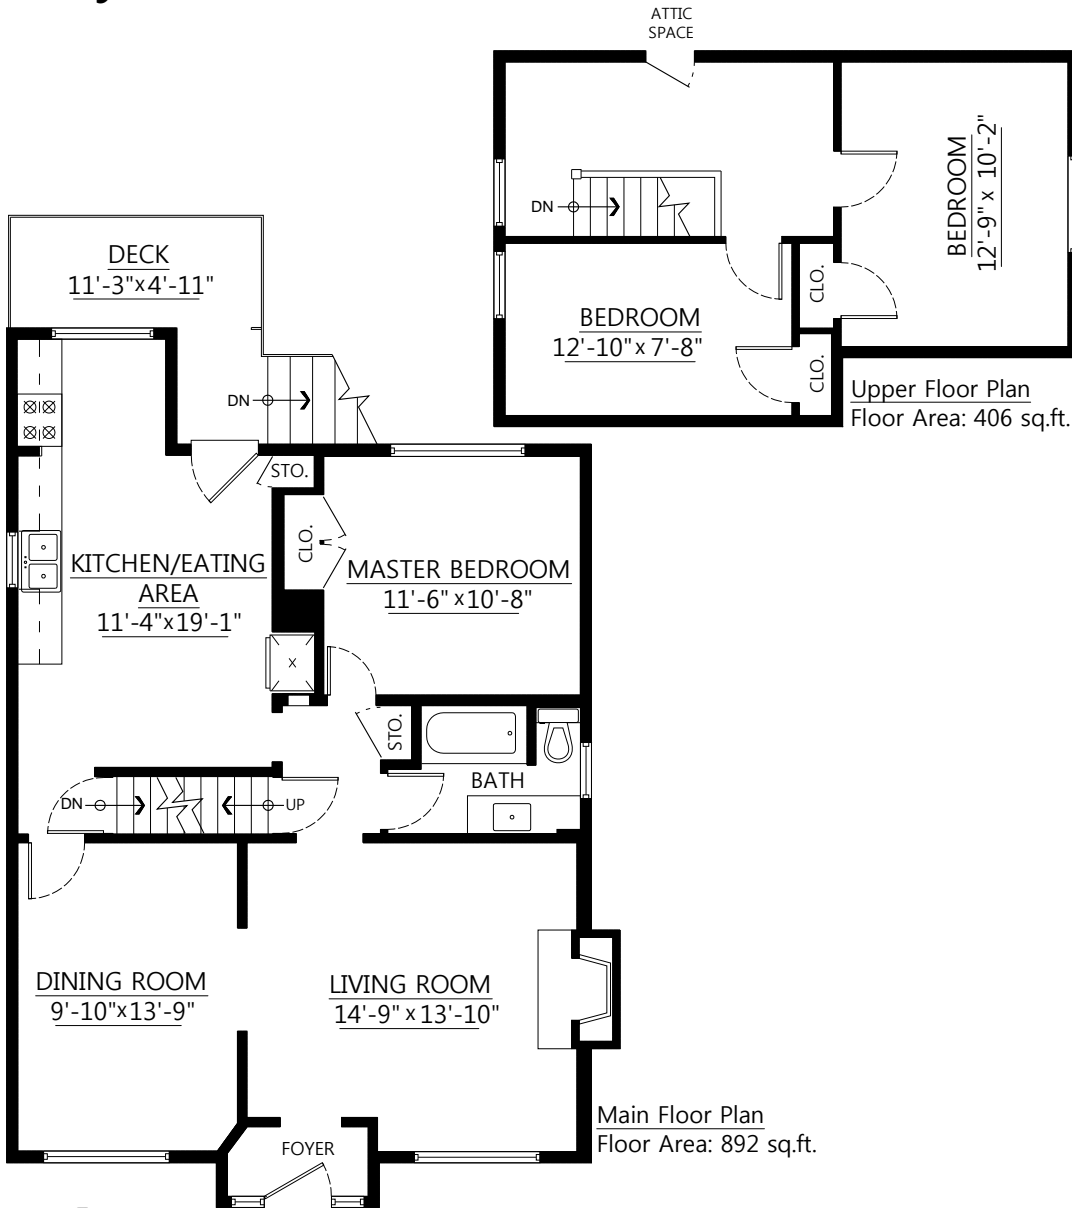 ATTIC
SPACE
BEDROOM
12'-9" x 10'-2"
DN
CLO.
BEDROOM
12'-10" x 7'-8"
CLO.
Upper Floor Plan
Floor Area: 406 sq.ft.
DECK
11'-3"x4'-11"
DN
STO.
CLO.
KITCHEN/EATING
AREA
11'-4"x19'-1"
MASTER BEDROOM
11'-6" x10'-8"
X
STO.
BATH
DN
UP
DINING ROOM
9'-10"x13'-9"
LIVING ROOM
14'-9" x13'-10"
FOYER
Main Floor Plan
Floor Area: 892 sq.ft.